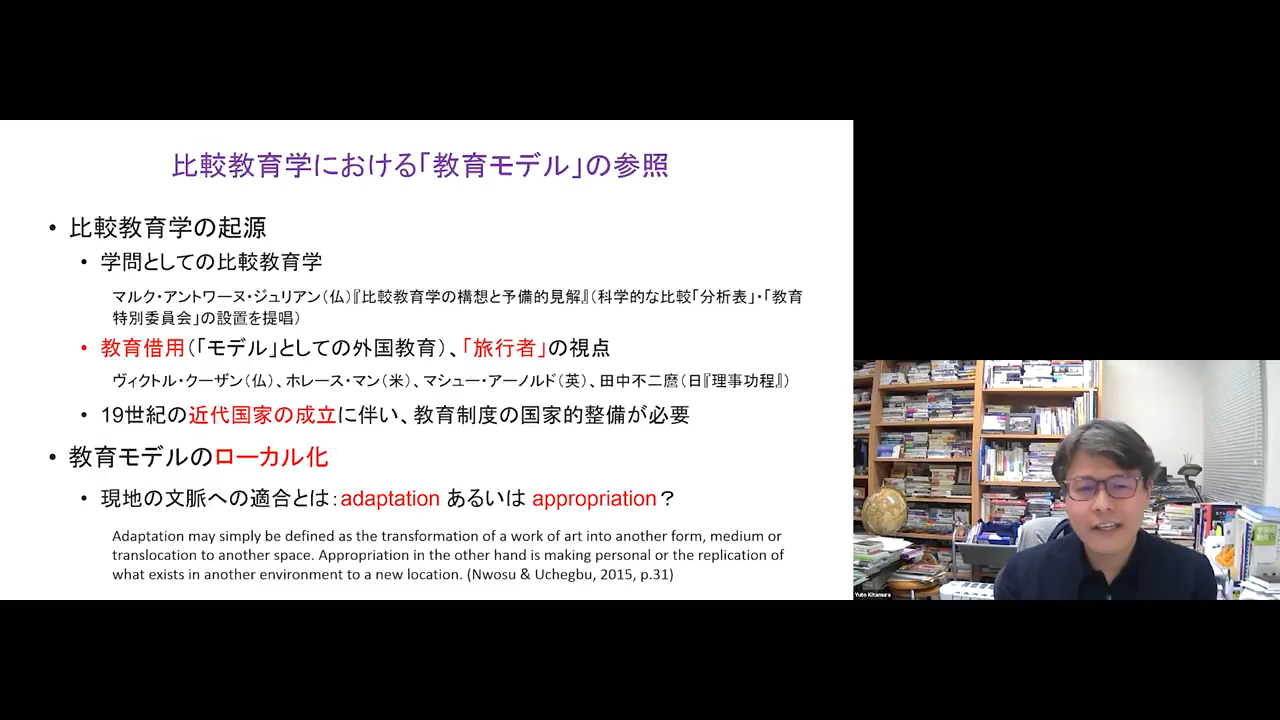 比較教育学における「教育モデル」の参照
• 比較教育学の起源
• 学問としての比較教育学
マルク・アントワーヌ・ジュリアン（仏）『比較教育学の構想と予備的見解』（科学的な比較「分析表」・「教育
特別委員会」の設置を提唱）
• 教育借用（「モデル」としての外国教育）、「旅行者」の視点
ヴィクトル・クーザン（仏）、ホレース・マン（米）、マシュー・アーノルド（英）、田中不二麿（日『理事功程』）
• 19世紀の近代国家の成立に伴い、教育制度の国家的整備が必要
• 教育モデルのローカル化
• 現地の文脈への適合とは：adaptation あるいは appropriation？
Adaptation may simply be defined as the transformation of a work of art into another form, medium or
translocation to another space. Appropriation in the other hand is making personal or the replication of
what exists in another environment to a new location. (Nwosu & Uchegbu, 2015, p.31)
Yuto Kitamura